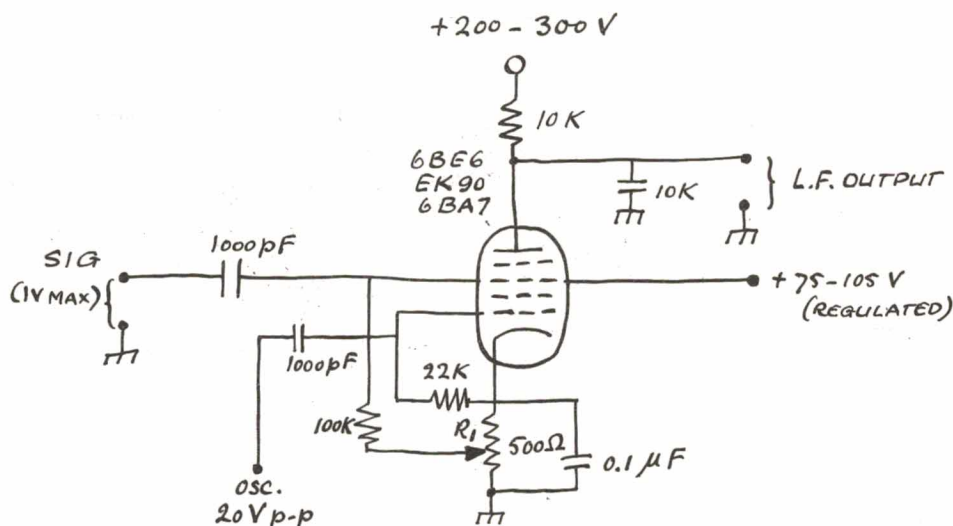 +200-300 V
10K
6BE6
EK90
6BA7
10K
L.F. OUTPUT
1000pF
SIG
(1V MAX)
+75-105 V
(REGULATED)
1000pF
22K
100K
R1
500Ω
0.1 µF
OSC.
20V p-p